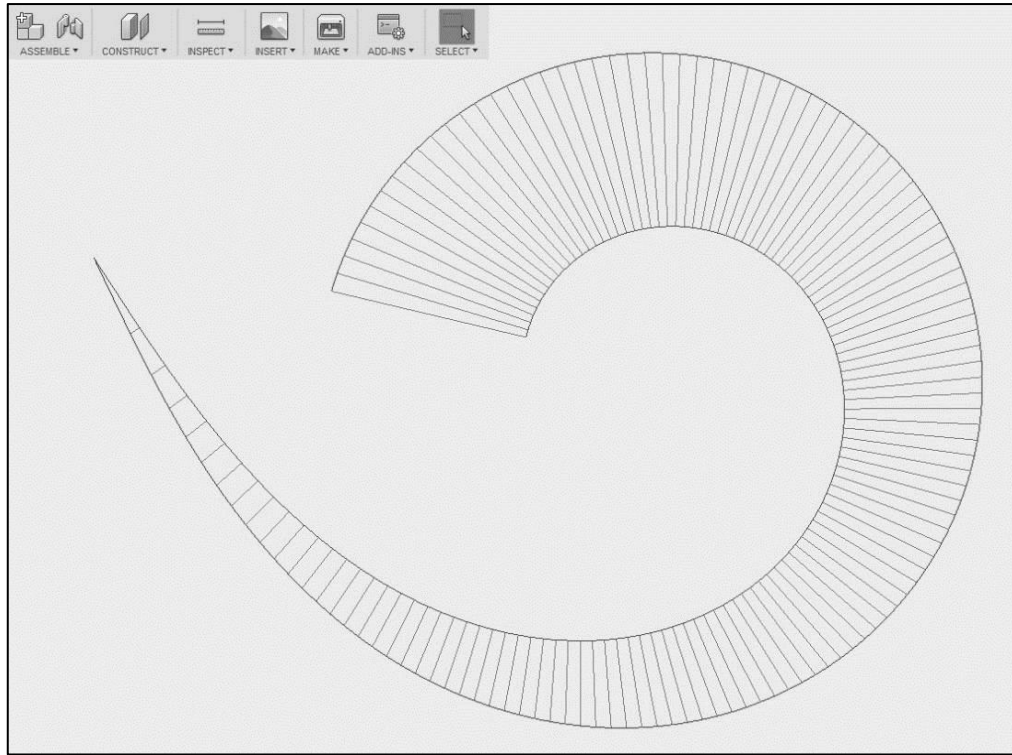 ASSEMBLE ▾ CONSTRUCT ▾ INSPECT ▾ INSERT ▾ MAKE ▾ ADD-INS ▾ SELECT ▾